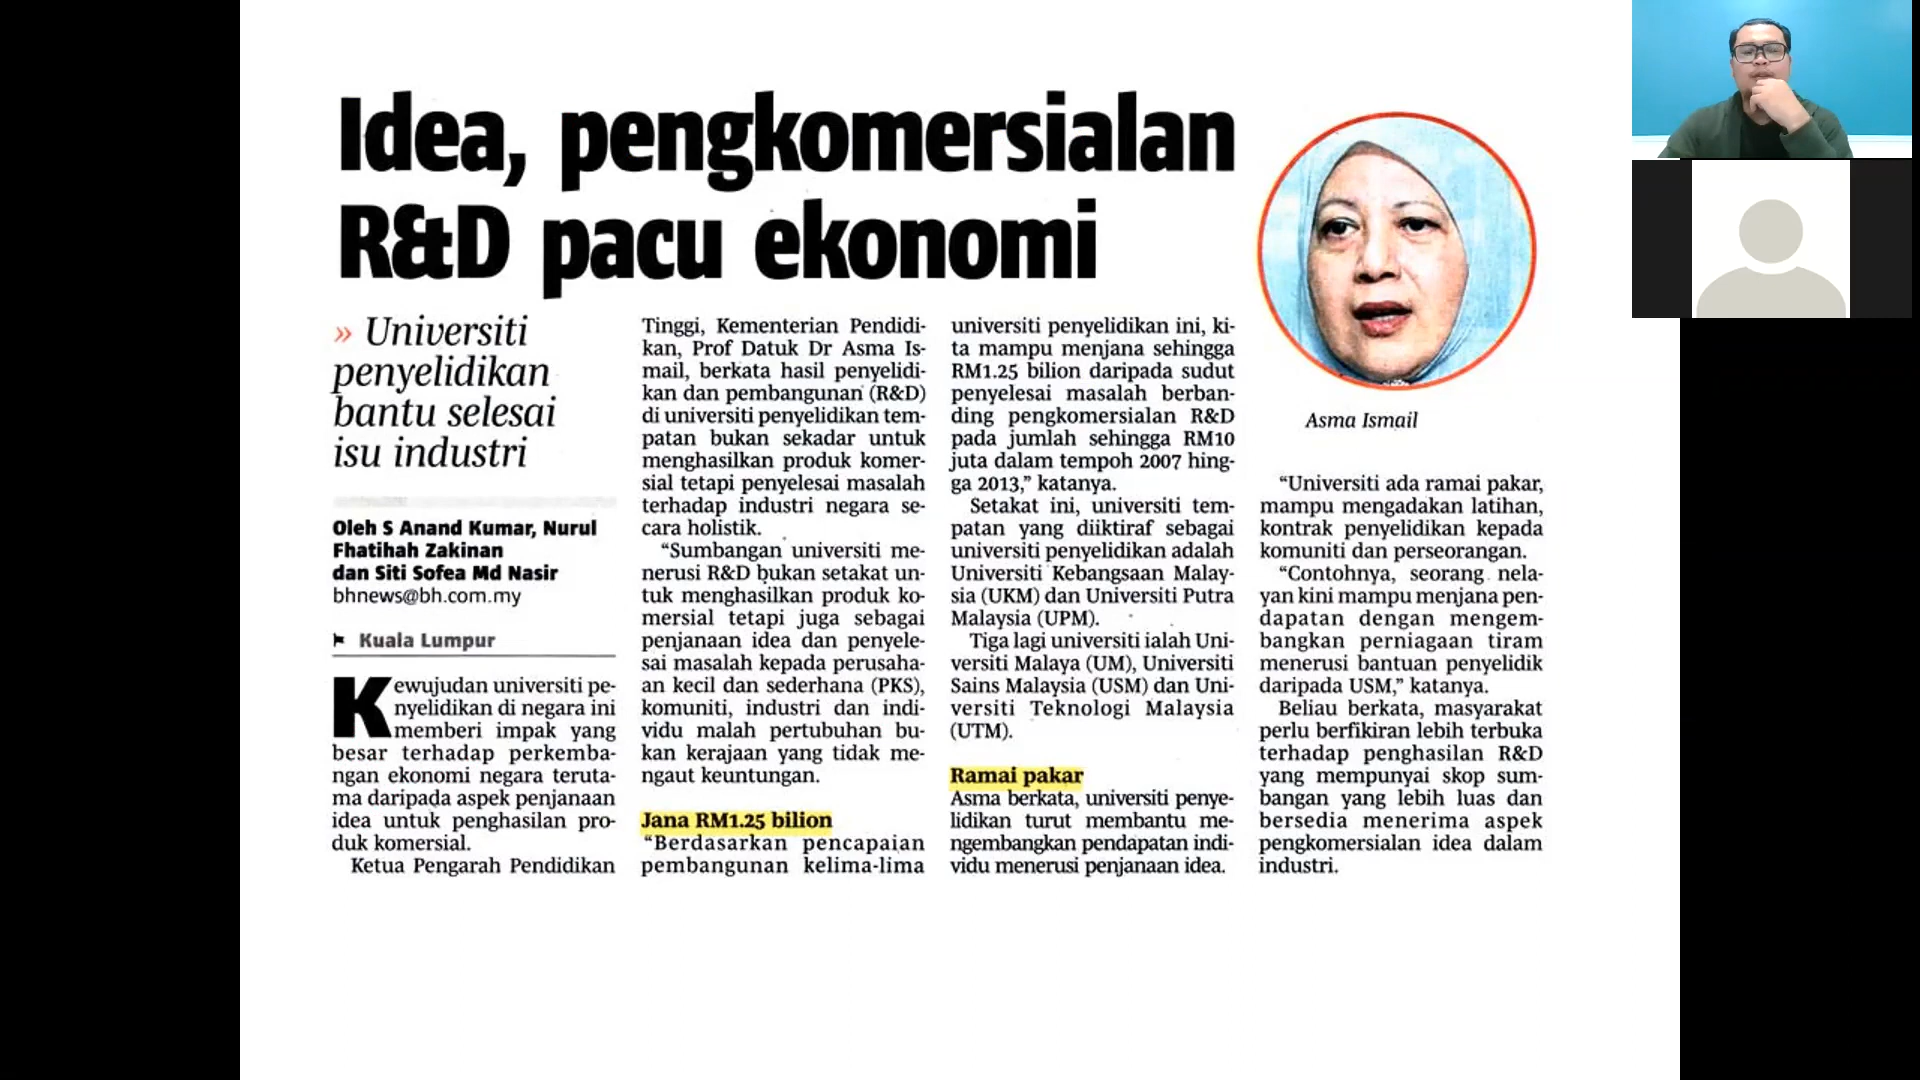 Idea, pengkomersialan
R&D pacu ekonomi
» Universiti
penyelidikan
bantu selesai
isu industri
Oleh S Anand Kumar, Nurul
Fhatihah Zakinan
dan Siti Sofea Md Nasir
bhnews@bh.com.my
Kuala Lumpur
Kewujudan universiti pe-
nyelidikan di negara ini
memberi impak yang
besar terhadap perkemba-
ngan ekonomi negara teruta-
ma daripada aspek penjanaan
idea untuk penghasilan pro-
duk komersial.
Ketua Pengarah Pendidikan
Tinggi, Kementerian Pendidi-
kan, Prof Datuk Dr Asma Is-
mail, berkata hasil penyelidi-
kan dan pembangunan (R&D)
di universiti penyelidikan tem-
patan bukan sekadar untuk
menghasilkan produk komer-
sial tetapi penyelesai masalah
terhadap industri negara se-
cara holistik.
“Sumbangan universiti me-
nerusi R&D bukan setakat un-
tuk menghasilkan produk ko-
mersial tetapi juga sebagai
penjanaan idea dan penyele-
sai masalah kepada perusaha-
an kecil dan sederhana (PKS),
komuniti, industri dan indi-
vidu malah pertubuhan bu-
kan kerajaan yang tidak me-
ngaut keuntungan.
Jana RM1.25 bilion
“Berdasarkan pencapaian
pembangunan kelima-lima
universiti penyelidikan ini, ki-
ta mampu menjana sehingga
RM1.25 bilion daripada sudut
penyelesai masalah berban-
ding pengkomersialan R&D
pada jumlah sehingga RM10
juta dalam tempoh 2007 hing-
ga 2013,” katanya.
Setakat ini, universiti tem-
patan yang diiktiraf sebagai
universiti penyelidikan adalah
Universiti Kebangsaan Malay-
sia (UKM) dan Universiti Putra
Malaysia (UPM).
Tiga lagi universiti ialah Uni-
versiti Malaya (UM), Universiti
Sains Malaysia (USM) dan Uni-
versiti Teknologi Malaysia
(UTM).
Ramai pakar
Asma berkata, universiti penye-
lidikan turut membantu me-
ngembangkan pendapatan indi-
vidu menerusi penjanaan idea.
Asma Ismail
“Universiti ada ramai pakar,
mampu mengadakan latihan,
kontrak penyelidikan kepada
komuniti dan perseorangan.
“Contohnya, seorang nela-
yan kini mampu menjana pen-
dapatan dengan mengem-
bangkan perniagaan tiram
menerusi bantuan penyelidik
daripada USM,” katanya.
Beliau berkata, masyarakat
perlu berfikiran lebih terbuka
terhadap penghasilan R&D
yang mempunyai skop sum-
bangan yang lebih luas dan
bersedia menerima aspek
pengkomersialan idea dalam
industri.